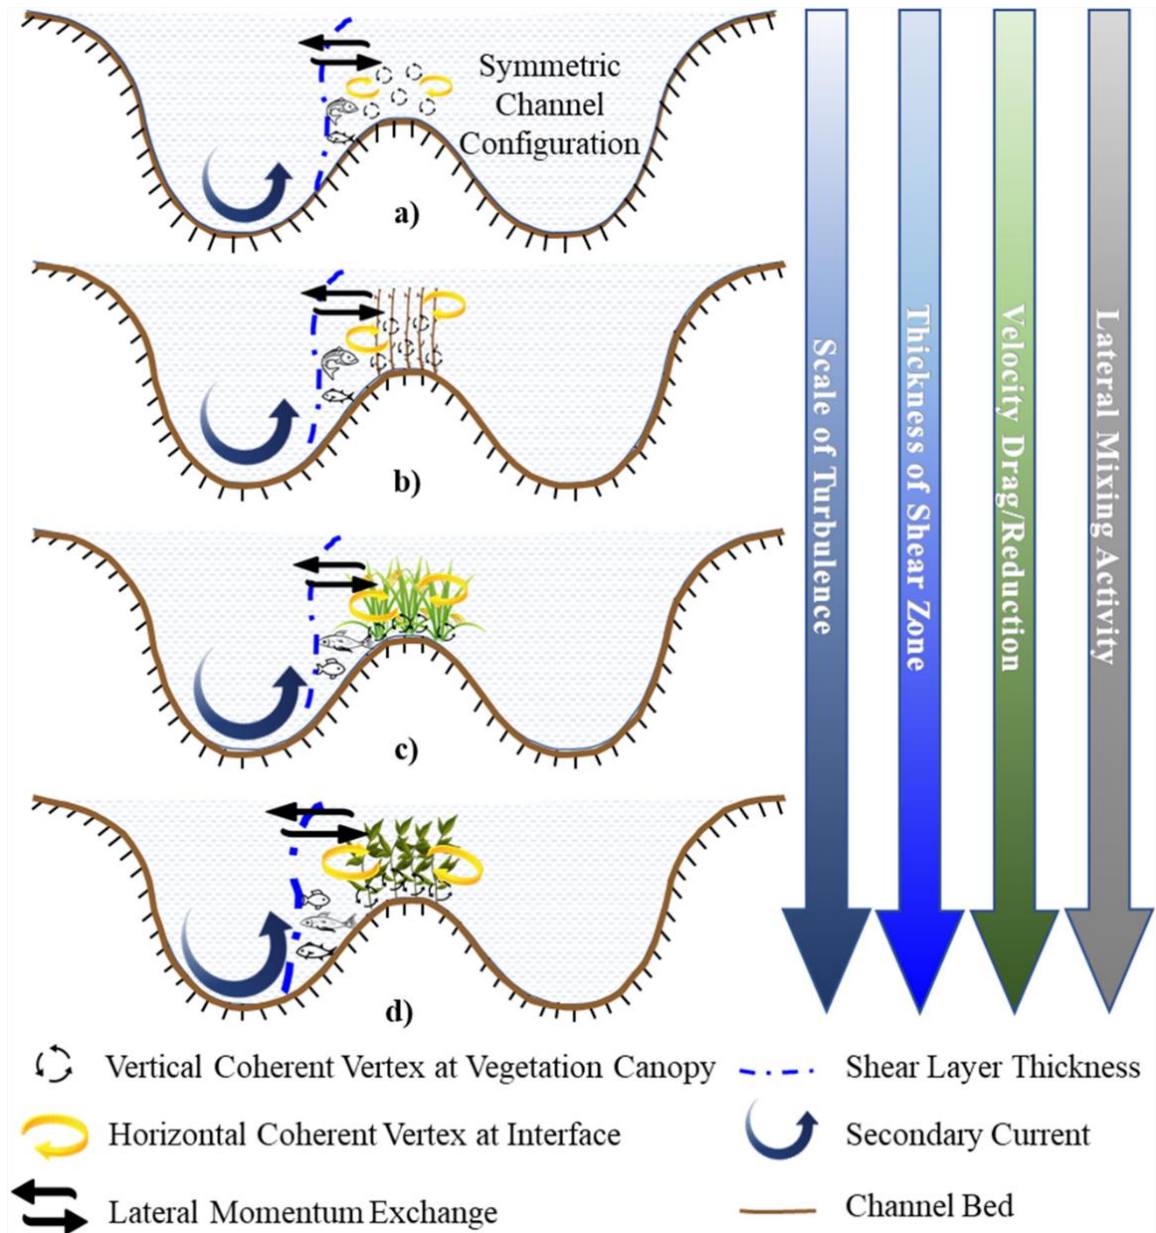 Symmetric
Channel
Configuration
a)
b)
c)
d)
Scale of Turbulence
Thickness of Shear Zone
Velocity Drag/Reduction
Lateral Mixing Activity
Vertical Coherent Vertex at Vegetation Canopy
Shear Layer Thickness
Horizontal Coherent Vertex at Interface
Secondary Current
Lateral Momentum Exchange
Channel Bed